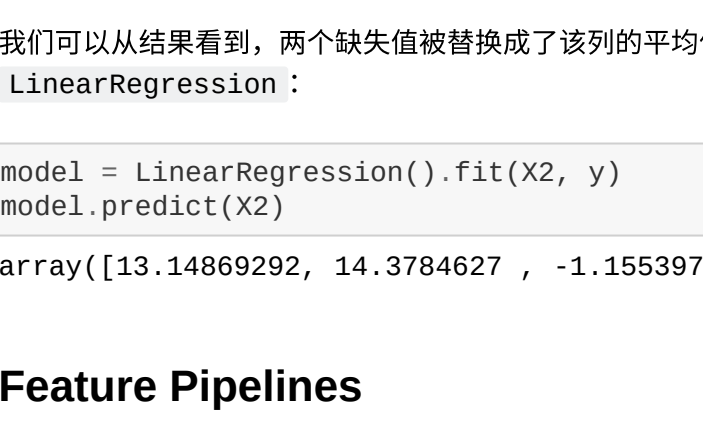 我们可以从结果看到，两个缺失值被替换成了该列的平均
LinearRegression：
model = LinearRegression().fit(X2, y)
model.predict(X2)
array([13.14869292, 14.3784627 , -1.155397
Feature Pipelines